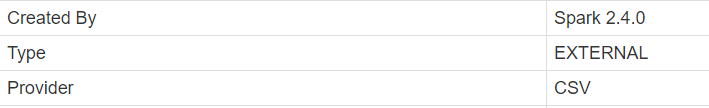 Created By Spark 2.4.0
Type EXTERNAL
Provider CSV